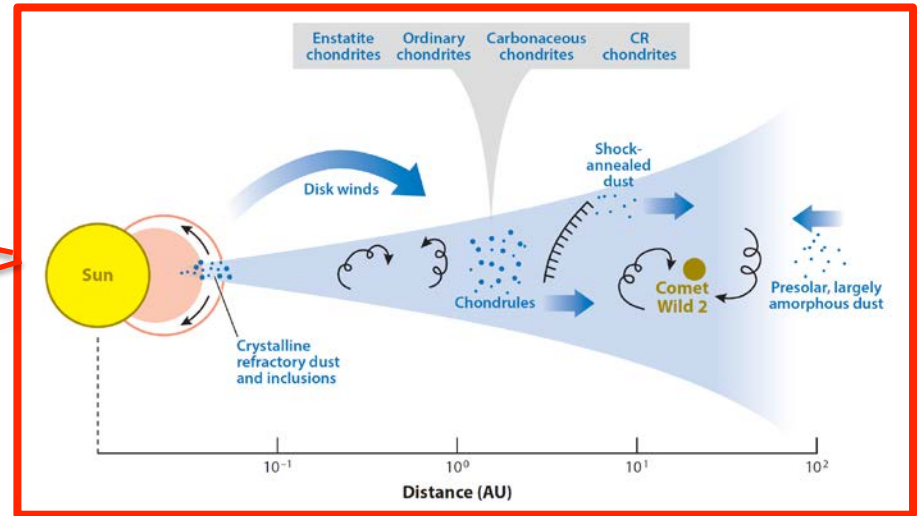 Enstatite Ordinary Carbonaceous CR
chondrites chondrites chondrites chondrites
Shock-
annealed
dust
Disk winds
Sun
Chondrules
Comet
Wild 2
Presolar, largely
amorphous dust
Crystalline
refractory dust
and inclusions
10⁻¹ 10⁰ 10¹ 10²
Distance (AU)